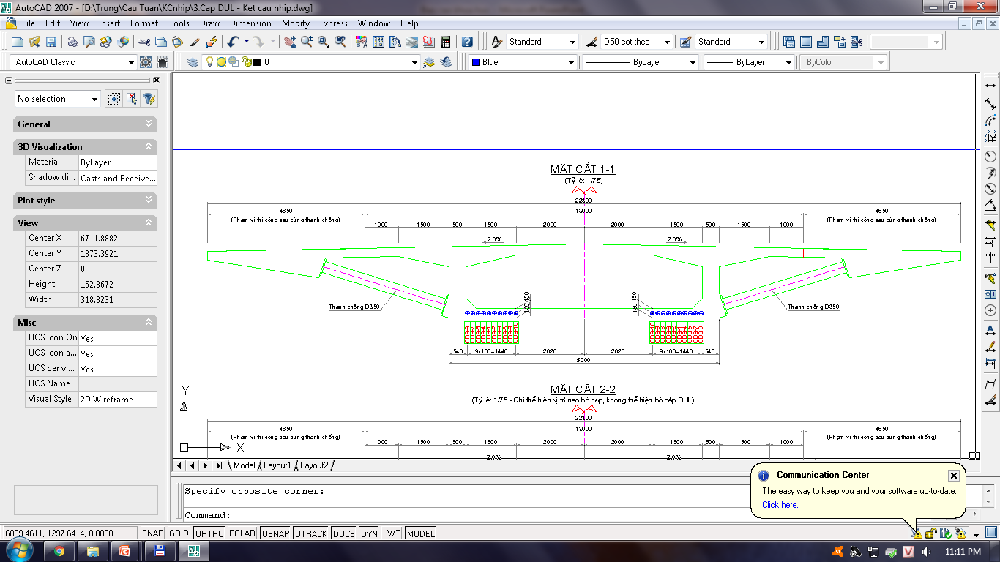 AutoCAD 2007 - [D:\Trung\Cau Tuan\KCnhip\3.Cap DUL - Ket cau nhip.dwg]
File Edit View Insert Format Tools Draw Dimension Modify Express Window Help
Standard D50-cot thep Standard
AutoCAD Classic 0 Blue ByLayer ByLayer ByColor
No selection
General
3D Visualization
Material ByLayer
Shadow di... Casts and Receive...
Plot style
View
Center X 6711.8882
Center Y 1373.3921
Center Z 0
Height 152.3672
Width 318.3231
Misc
UCS icon On Yes
UCS icon a... Yes
UCS per vi... Yes
UCS Name
Visual Style 2D Wireframe
MẶT CẮT 1-1
(Tỷ lệ: 1/75)
22300
4650 13000 4650
(Phạm vi thi công sau cùng thanh chống) (Phạm vi thi công sau cùng thanh chống)
1000 1500 500 1500 2000 2000 1500 500 1500 1000
2.0% 2.0%
150 150
150 150
Thanh chống D350 Thanh chống D350
540 9x160=1440 2020 2020 9x160=1440 540
8000
MẶT CẮT 2-2
(Tỷ lệ: 1/75 - Chỉ thể hiện vị trí neo bó cáp, không thể hiện bó cáp DUL)
22300
4650 13000 4650
(Phạm vi thi công sau cùng thanh chống) (Phạm vi thi công sau cùng thanh chống)
1000 1500 500 1500 2000 2000 1500 500 1500 1000
2.0% 2.0%
Y
X
Model Layout1 Layout2
Specify opposite corner:
Command:
Communication Center
The easy way to keep you and your software up-to-date.
Click here.
6869.4611, 1297.6414, 0.0000 SNAP GRID ORTHO POLAR OSNAP OTRACK DUCS DYN LWT MODEL
11:11 PM